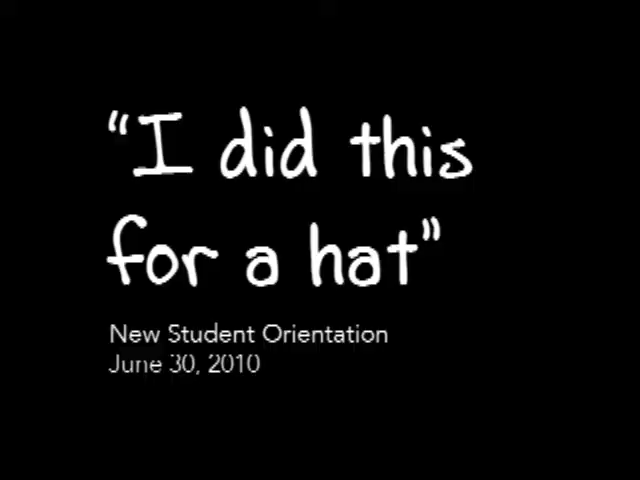 “I did this
for a hat”
New Student Orientation
June 30, 2010